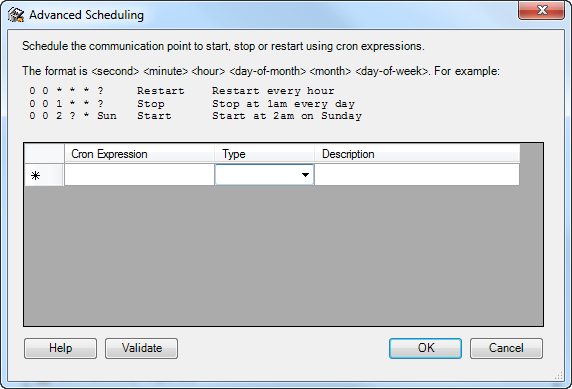 Advanced Scheduling
Schedule the communication point to start, stop or restart using cron expressions.
The format is <second> <minute> <hour> <day-of-month> <month> <day-of-week>. For example:
0 0 * * * ? Restart Restart every hour
0 0 1 * * ? Stop Stop at 1am every day
0 0 2 ? * Sun Start Start at 2am on Sunday
Cron Expression Type Description
Help Validate OK Cancel